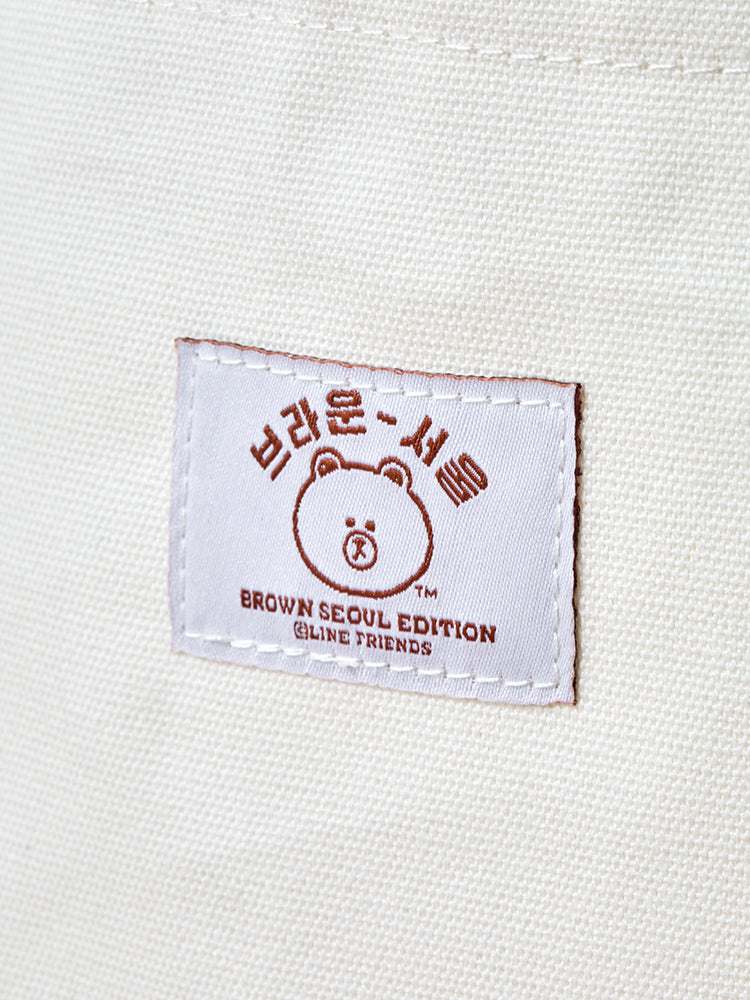 브라운-서울
TM
BROWN SEOUL EDITION
©LINE FRIENDS